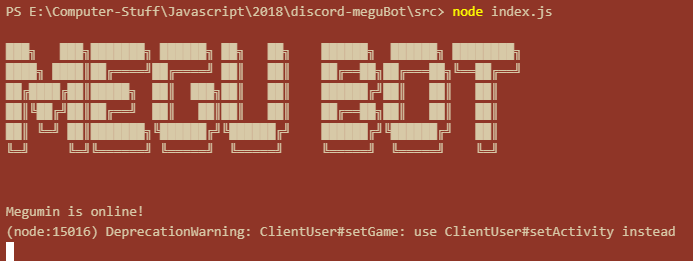 PS E:\Computer-Stuff\Javascript\2018\discord-meguBot\src> node index.js
MEGU BOT
Megumin is online!
(node:15016) DeprecationWarning: ClientUser#setGame: use ClientUser#setActivity instead